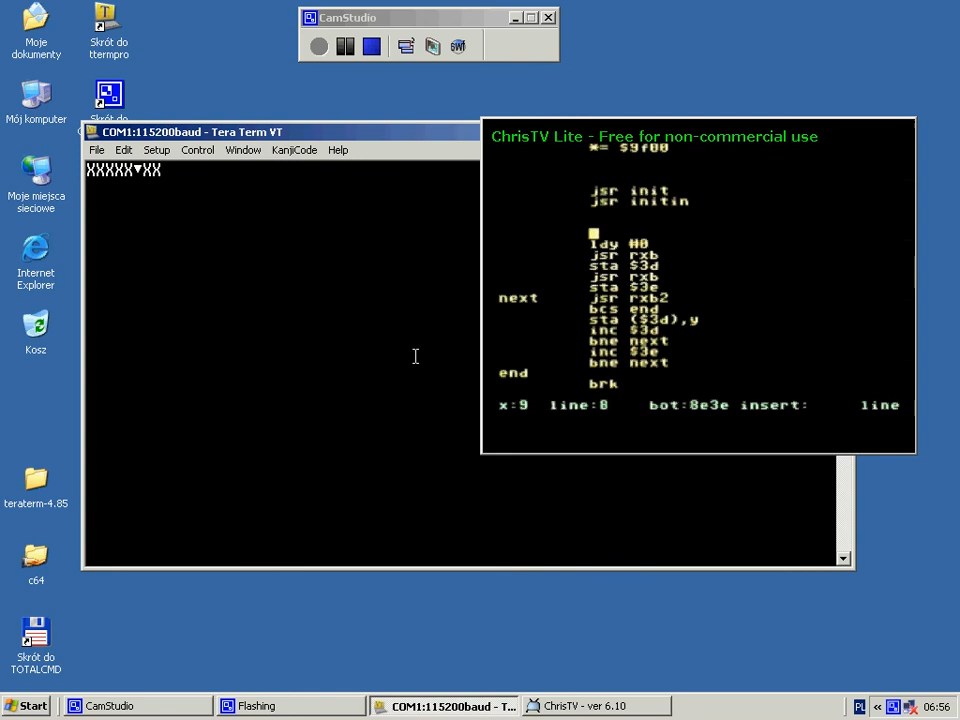 Moje
dokumenty
Skrót do
ttermpro
Mój komputer
Skrót do
Moje miejsca
sieciowe
Internet
Explorer
Kosz
teraterm-4.85
c64
Skrót do
TOTALCMD
CamStudio
SWF
COM1:115200baud - Tera Term VT
File Edit Setup Control Window KanjiCode Help
XXXXX▼XX
ChrisTV Lite - Free for non-commercial use
*= $9f00
jsr init
jsr initin
ldy #0
jsr rxb
sta $3d
jsr rxb
sta $3e
next jsr rxb2
bcs end
sta ($3d),y
inc $3d
bne next
inc $3e
bne next
end
brk
x:9 line:8 bot:8e3e insert: line
Start CamStudio Flashing COM1:115200baud - T... ChrisTV - ver 6.10 PL « 06:56